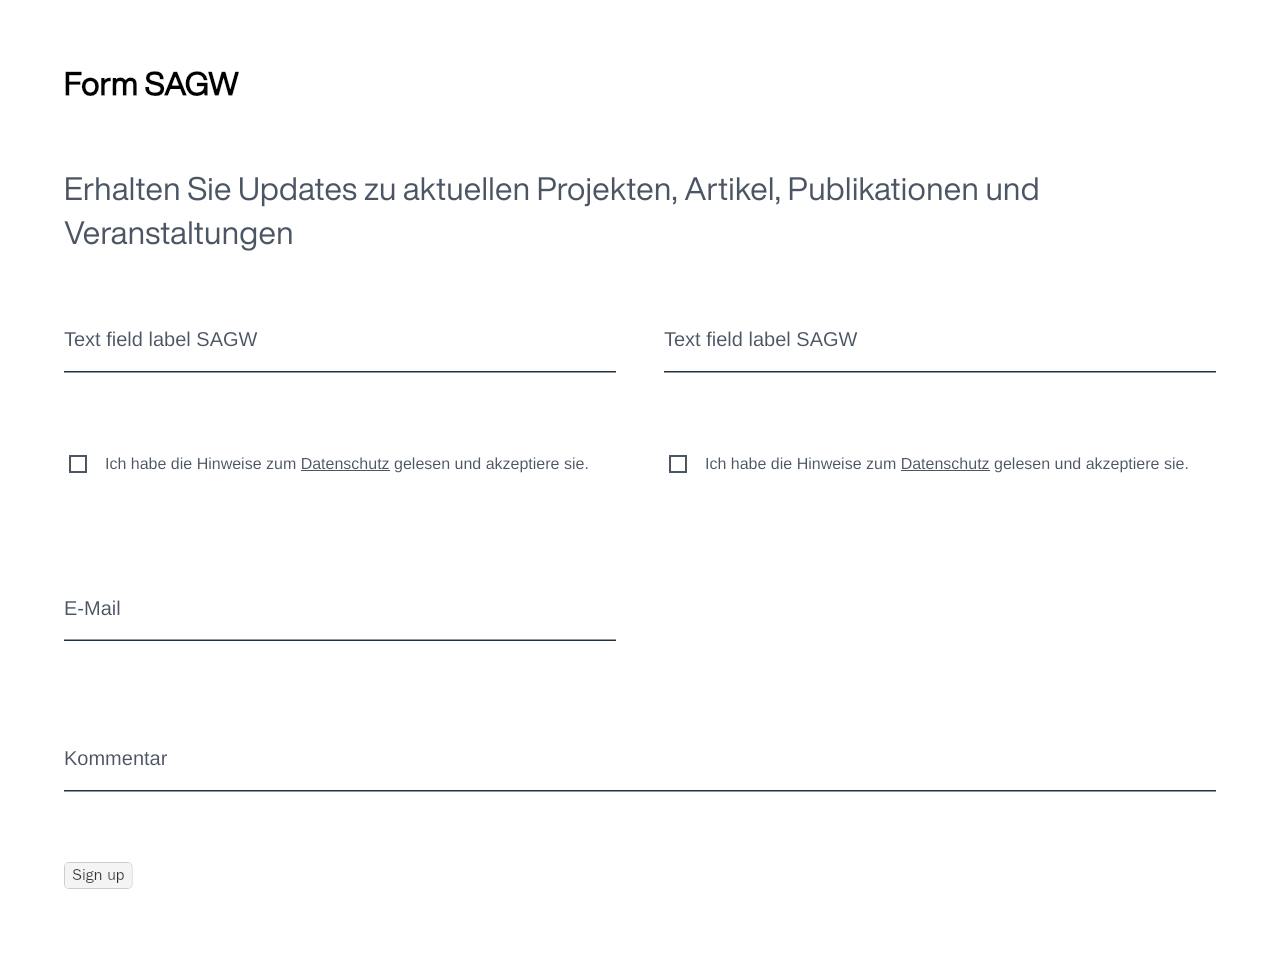 Form SAGW
Erhalten Sie Updates zu aktuellen Projekten, Artikel, Publikationen und
Veranstaltungen
Text field label SAGW
Text field label SAGW
Ich habe die Hinweise zum Datenschutz gelesen und akzeptiere sie.
Ich habe die Hinweise zum Datenschutz gelesen und akzeptiere sie.
E-Mail
Kommentar
Sign up